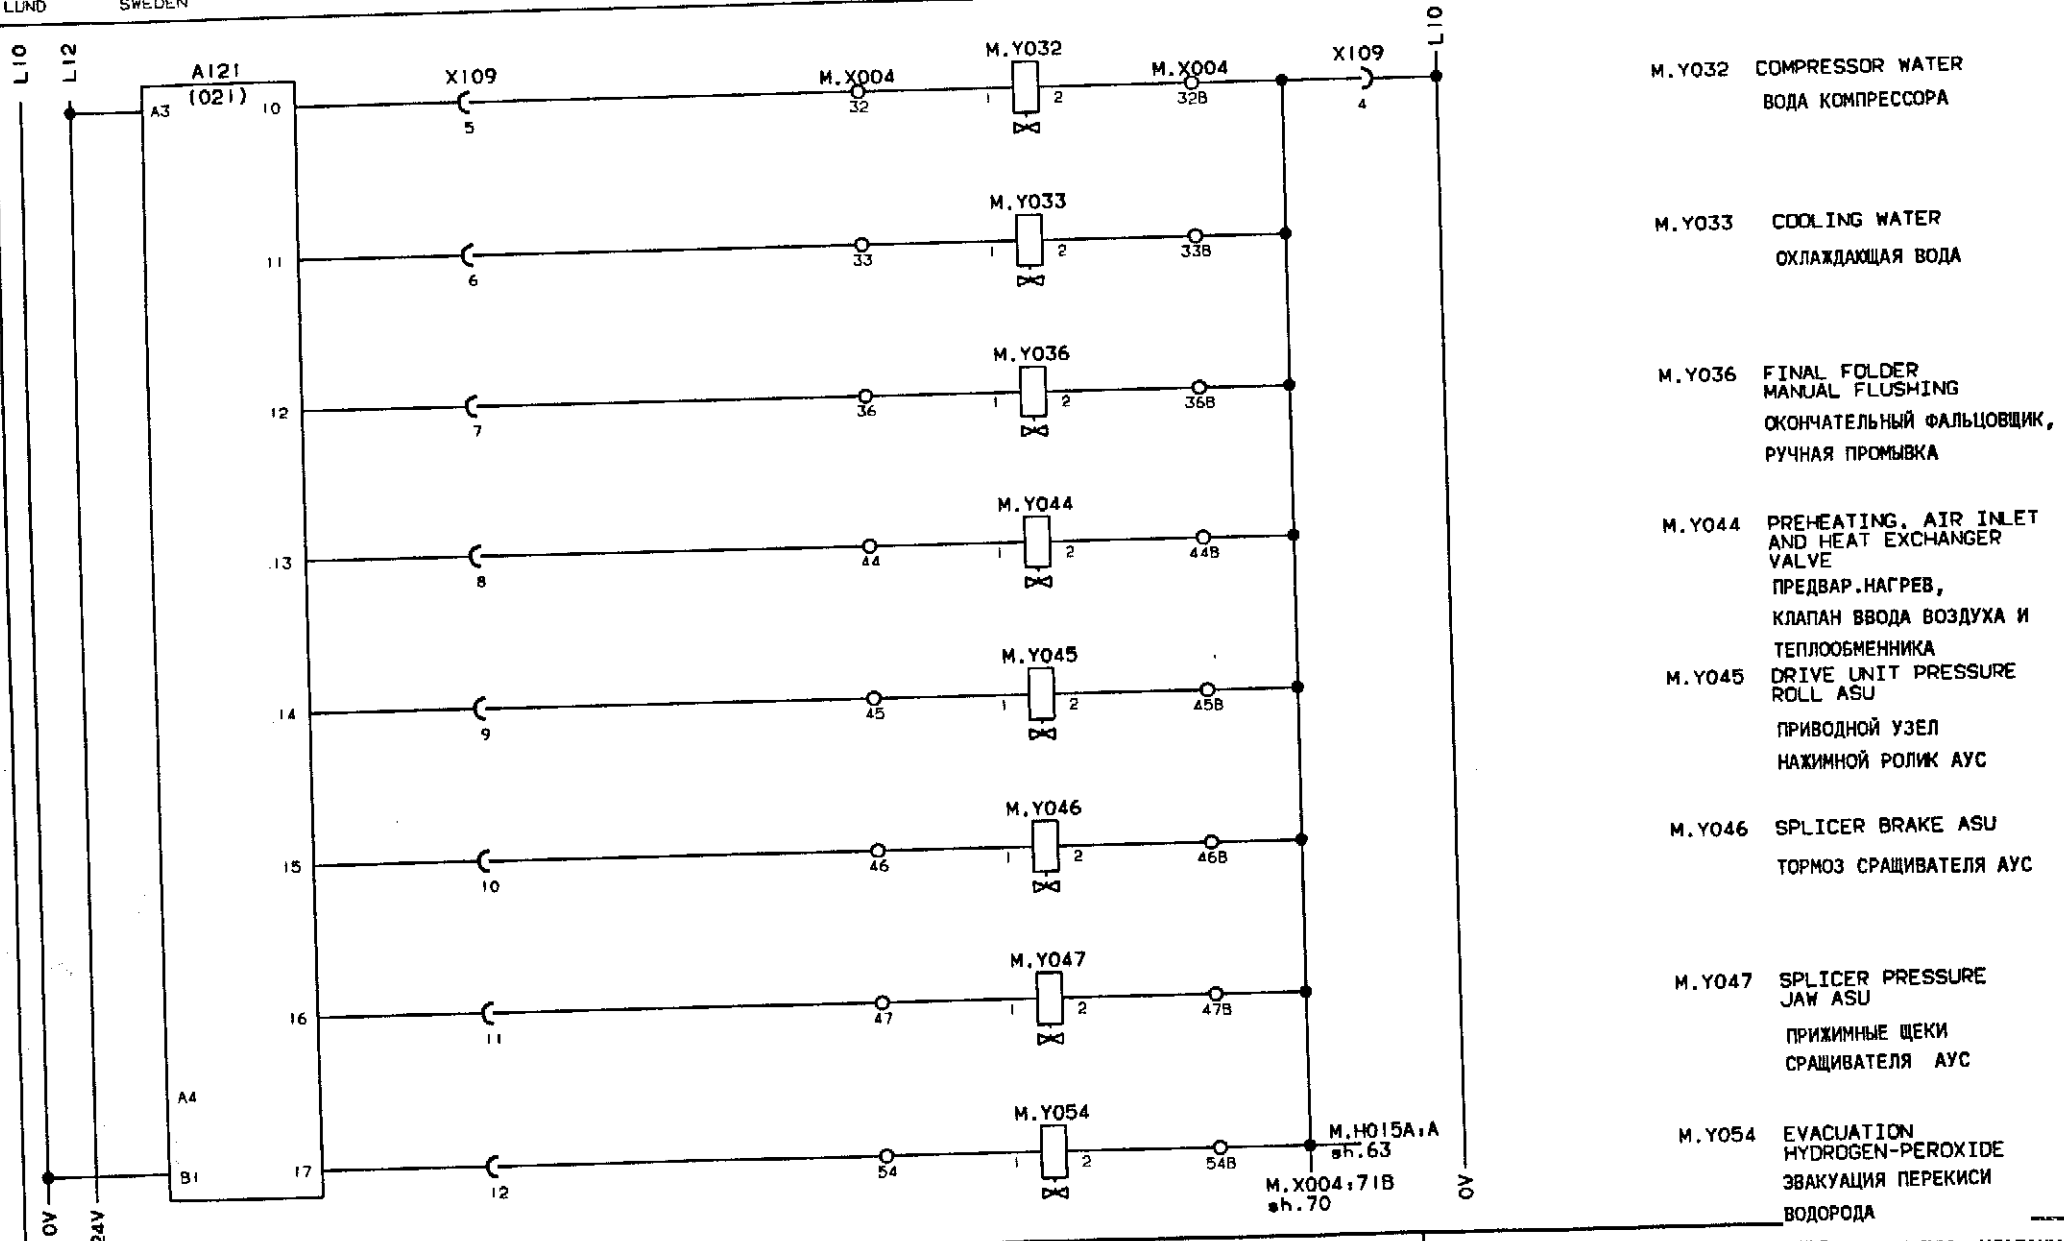 LUND SWEDEN
L10
L12
L10
A121
(021)
A3
10
X109
5
M.X004
32
M.Y032
1
2
M.X004
32B
X109
4
M.Y032 COMPRESSOR WATER
ВОДА КОМПРЕССОРА
11
6
33
M.Y033
1
2
33B
M.Y033 COOLING WATER
ОХЛАЖДАЮЩАЯ ВОДА
12
7
36
M.Y036
1
2
36B
M.Y036 FINAL FOLDER
MANUAL FLUSHING
ОКОНЧАТЕЛЬНЫЙ ФАЛЬЦОВЩИК,
РУЧНАЯ ПРОМЫВКА
13
8
44
M.Y044
1
2
44B
M.Y044 PREHEATING. AIR INLET
AND HEAT EXCHANGER
VALVE
ПРЕДВАР.НАГРЕВ,
КЛАПАН ВВОДА ВОЗДУХА И
ТЕПЛООБМЕННИКА
14
9
45
M.Y045
1
2
45B
M.Y045 DRIVE UNIT PRESSURE
ROLL ASU
ПРИВОДНОЙ УЗЕЛ
НАЖИМНОЙ РОЛИК АУС
15
10
46
M.Y046
1
2
46B
M.Y046 SPLICER BRAKE ASU
ТОРМОЗ СРАЩИВАТЕЛЯ АУС
16
11
47
M.Y047
1
2
47B
M.Y047 SPLICER PRESSURE
JAW ASU
ПРИЖИМНЫЕ ЩЕКИ
СРАЩИВАТЕЛЯ АУС
A4
B1
17
12
54
M.Y054
1
2
54B
M.H015A:A
sh.63
M.X004:71B
sh.70
M.Y054 EVACUATION
HYDROGEN-PEROXIDE
ЭВАКУАЦИЯ ПЕРЕКИСИ
ВОДОРОДА
0V
24V
0V